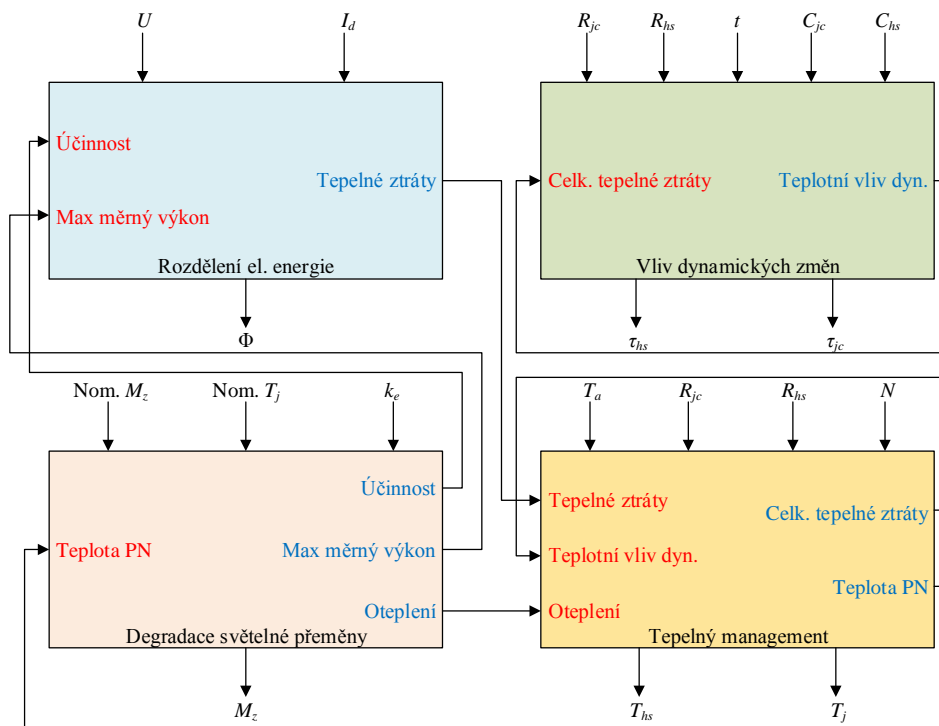 U
I_d
R_jc
R_hs
t
C_jc
C_hs
Účinnost
Tepelné ztráty
Max měrný výkon
Rozdělení el. energie
Celk. tepelné ztráty
Teplotní vliv dyn.
Vliv dynamických změn
Φ
τ_hs
τ_jc
Nom. M_z
Nom. T_j
k_e
T_a
R_jc
R_hs
N
Účinnost
Teplota PN
Max měrný výkon
Oteplení
Degradace světelné přeměny
Tepelné ztráty
Celk. tepelné ztráty
Teplotní vliv dyn.
Teplota PN
Oteplení
Tepelný management
M_z
T_hs
T_j